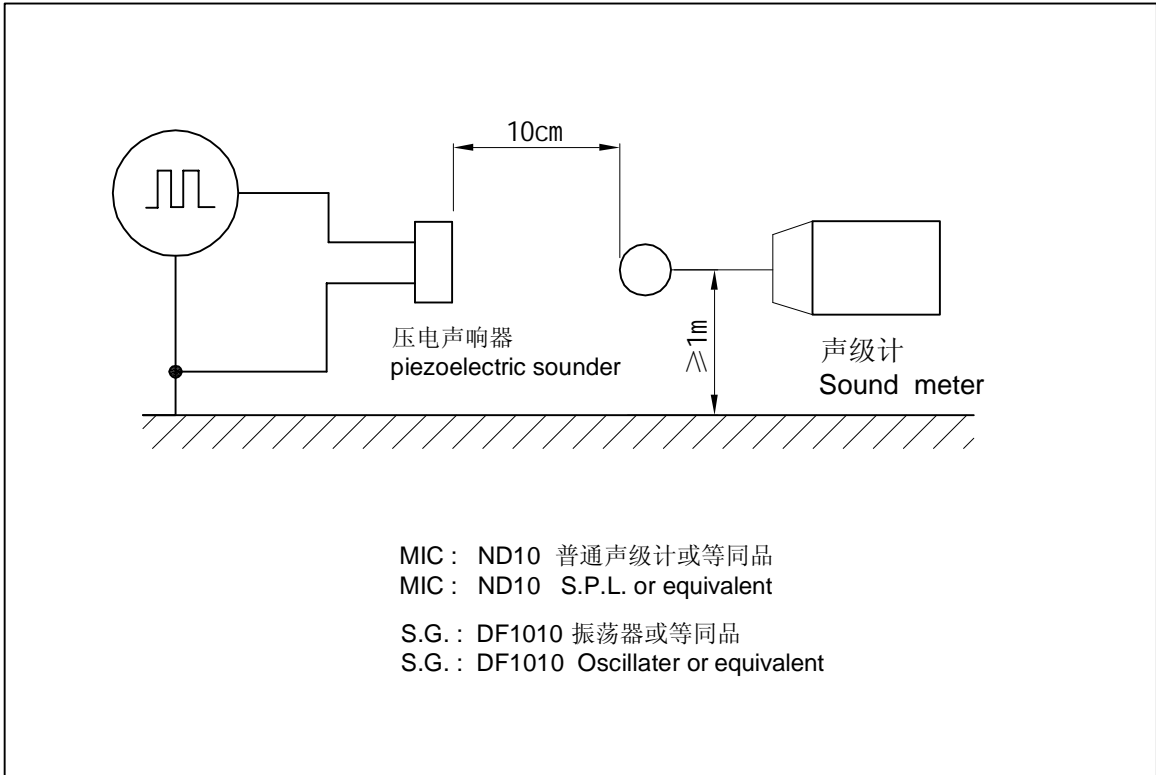 10cm
≥1m
压电声响器
piezoelectric sounder
声级计
Sound meter
MIC : ND10 普通声级计或等同品
MIC : ND10 S.P.L. or equivalent
S.G. : DF1010 振荡器或等同品
S.G. : DF1010 Oscillater or equivalent